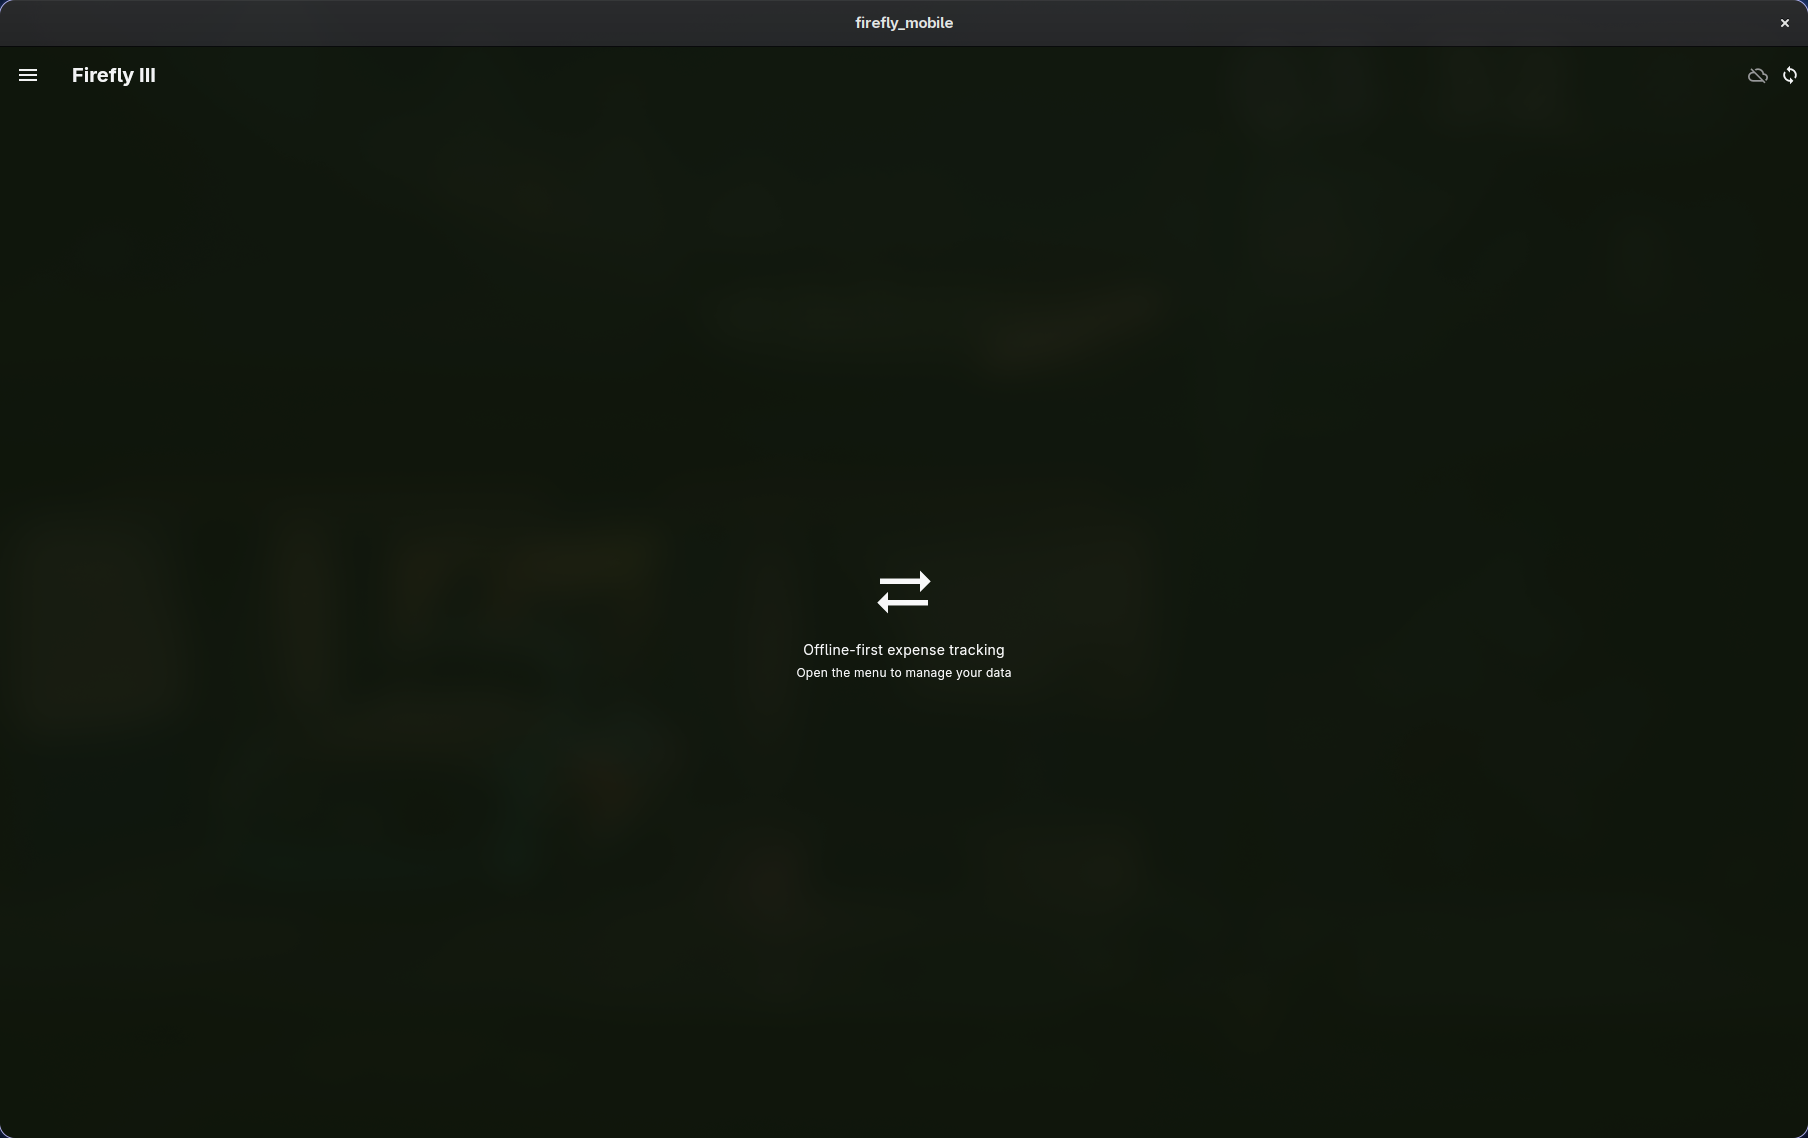 firefly_mobile
Firefly III
Offline-first expense tracking
Open the menu to manage your data